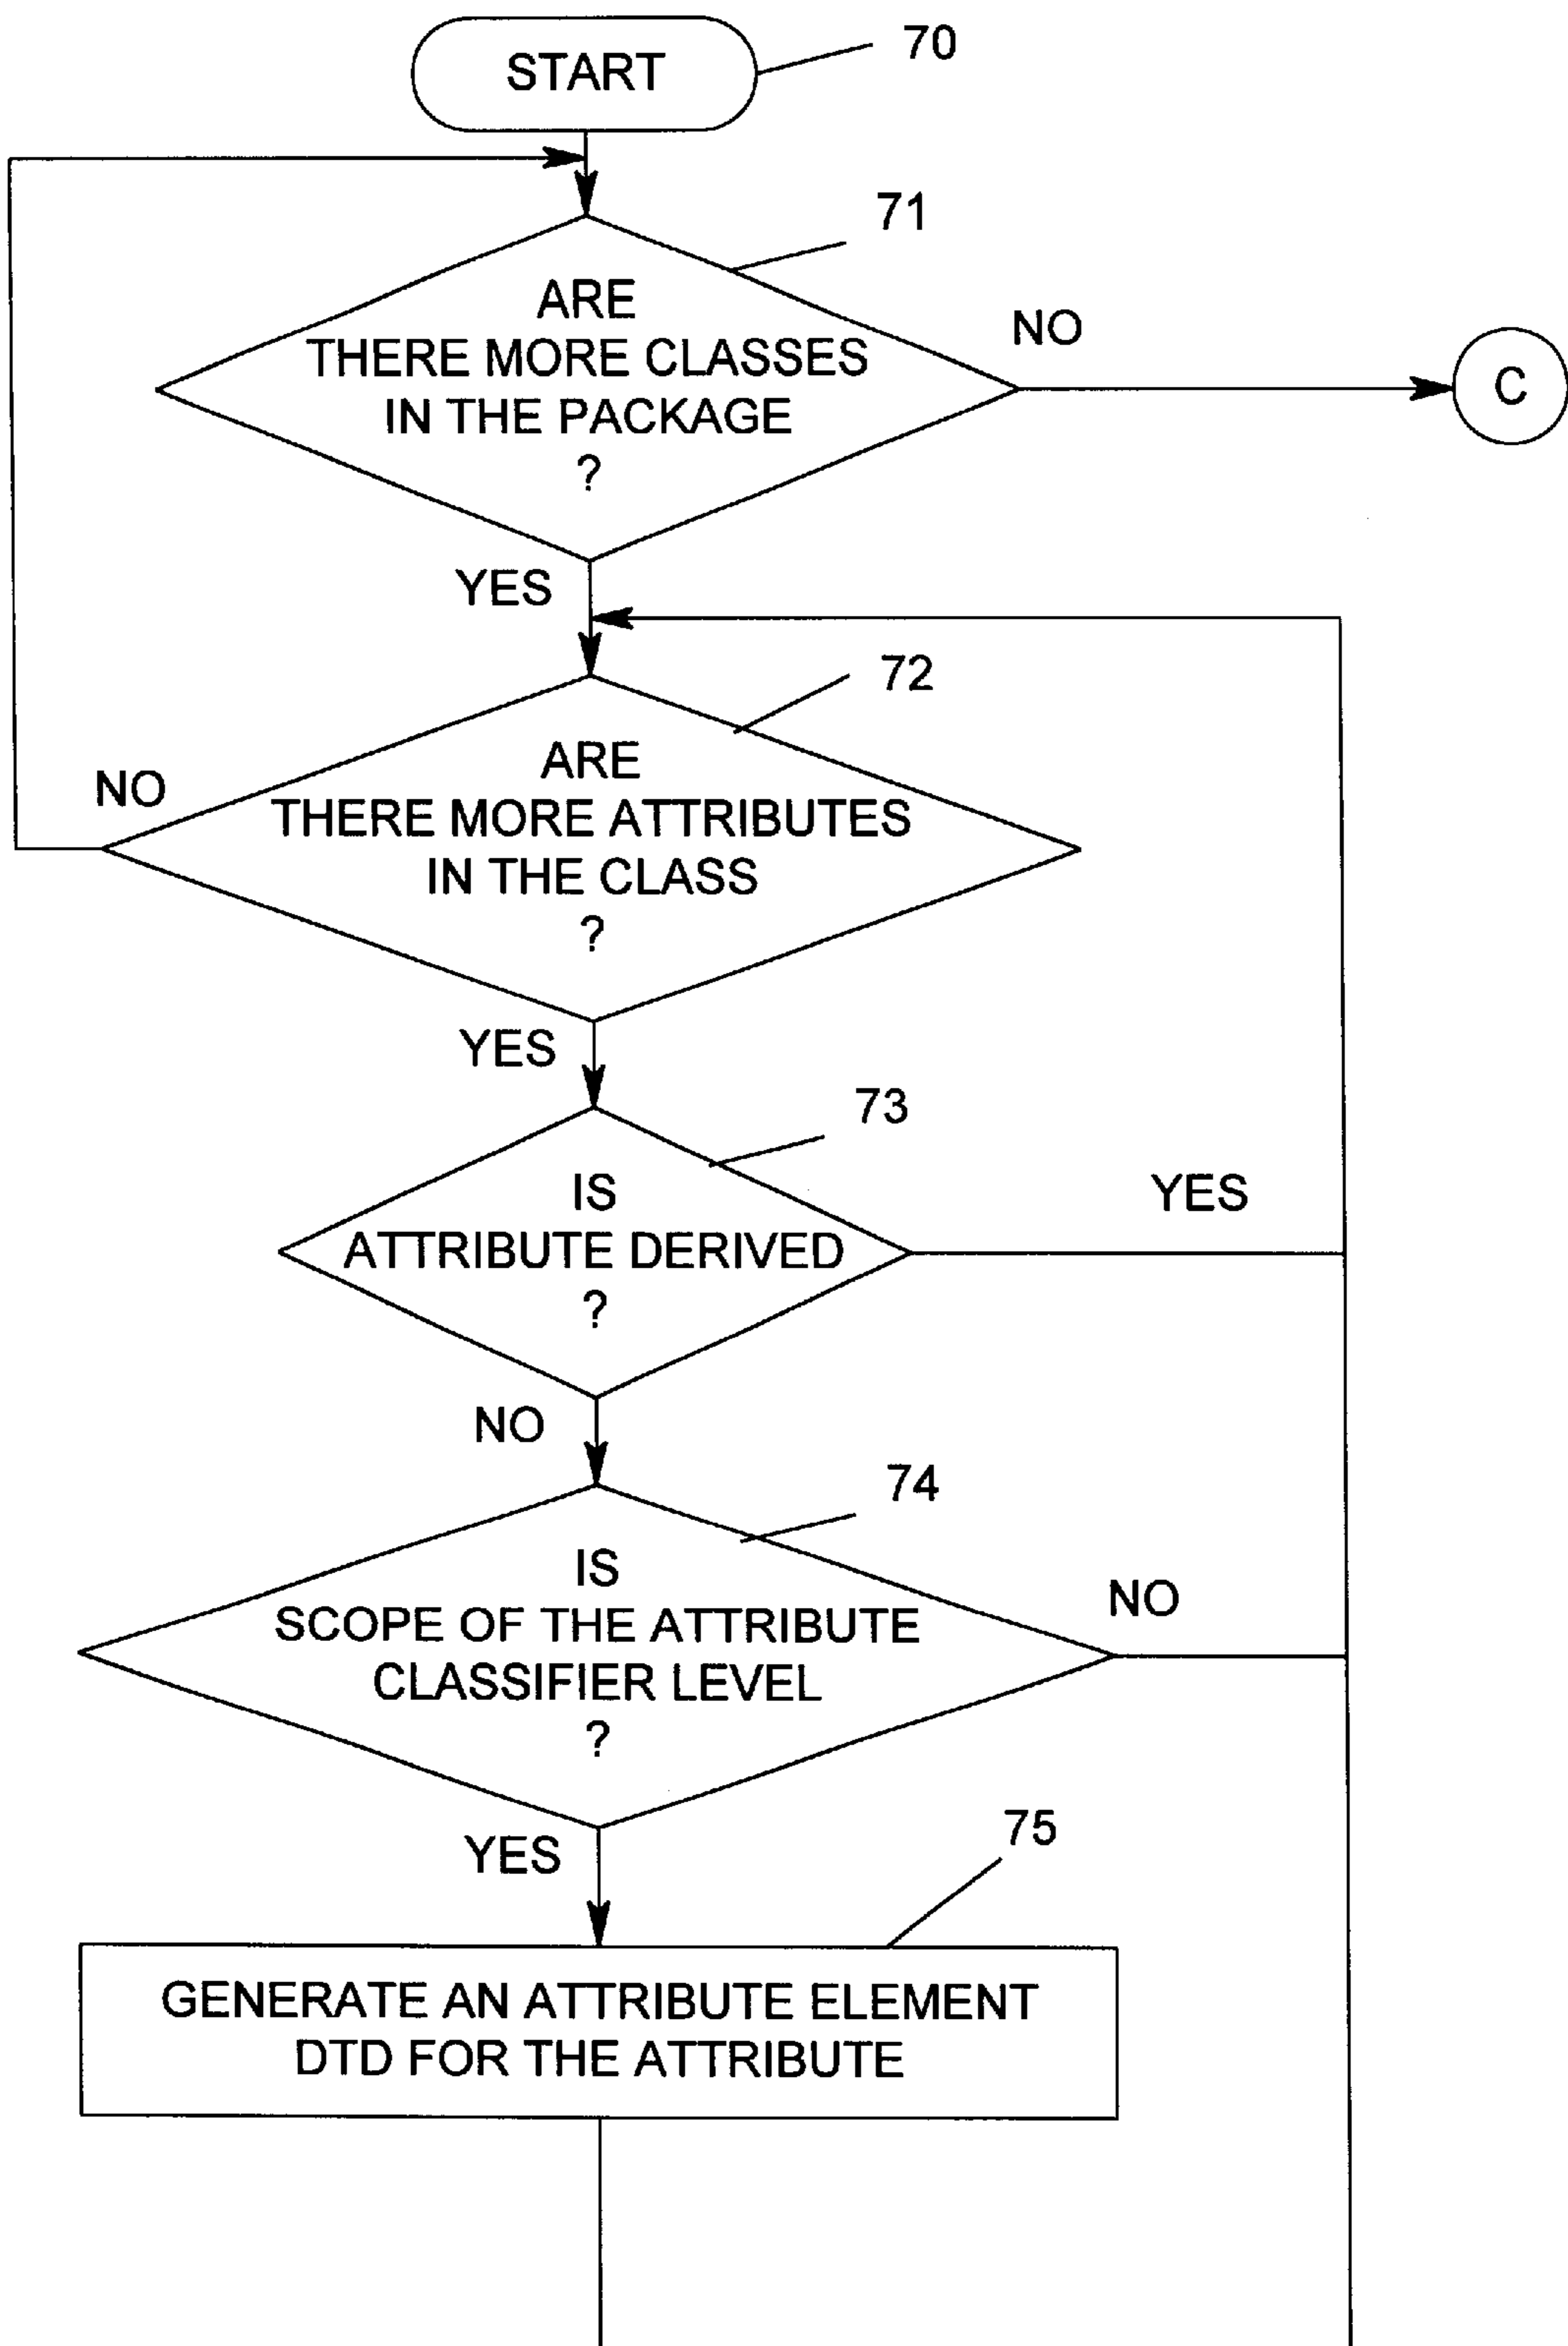 START
70
71
ARE
THERE MORE CLASSES
IN THE PACKAGE
?
NO
C
YES
72
ARE
THERE MORE ATTRIBUTES
IN THE CLASS
?
NO
YES
73
IS
ATTRIBUTE DERIVED
?
YES
NO
74
IS
SCOPE OF THE ATTRIBUTE
CLASSIFIER LEVEL
?
NO
YES
75
GENERATE AN ATTRIBUTE ELEMENT
DTD FOR THE ATTRIBUTE